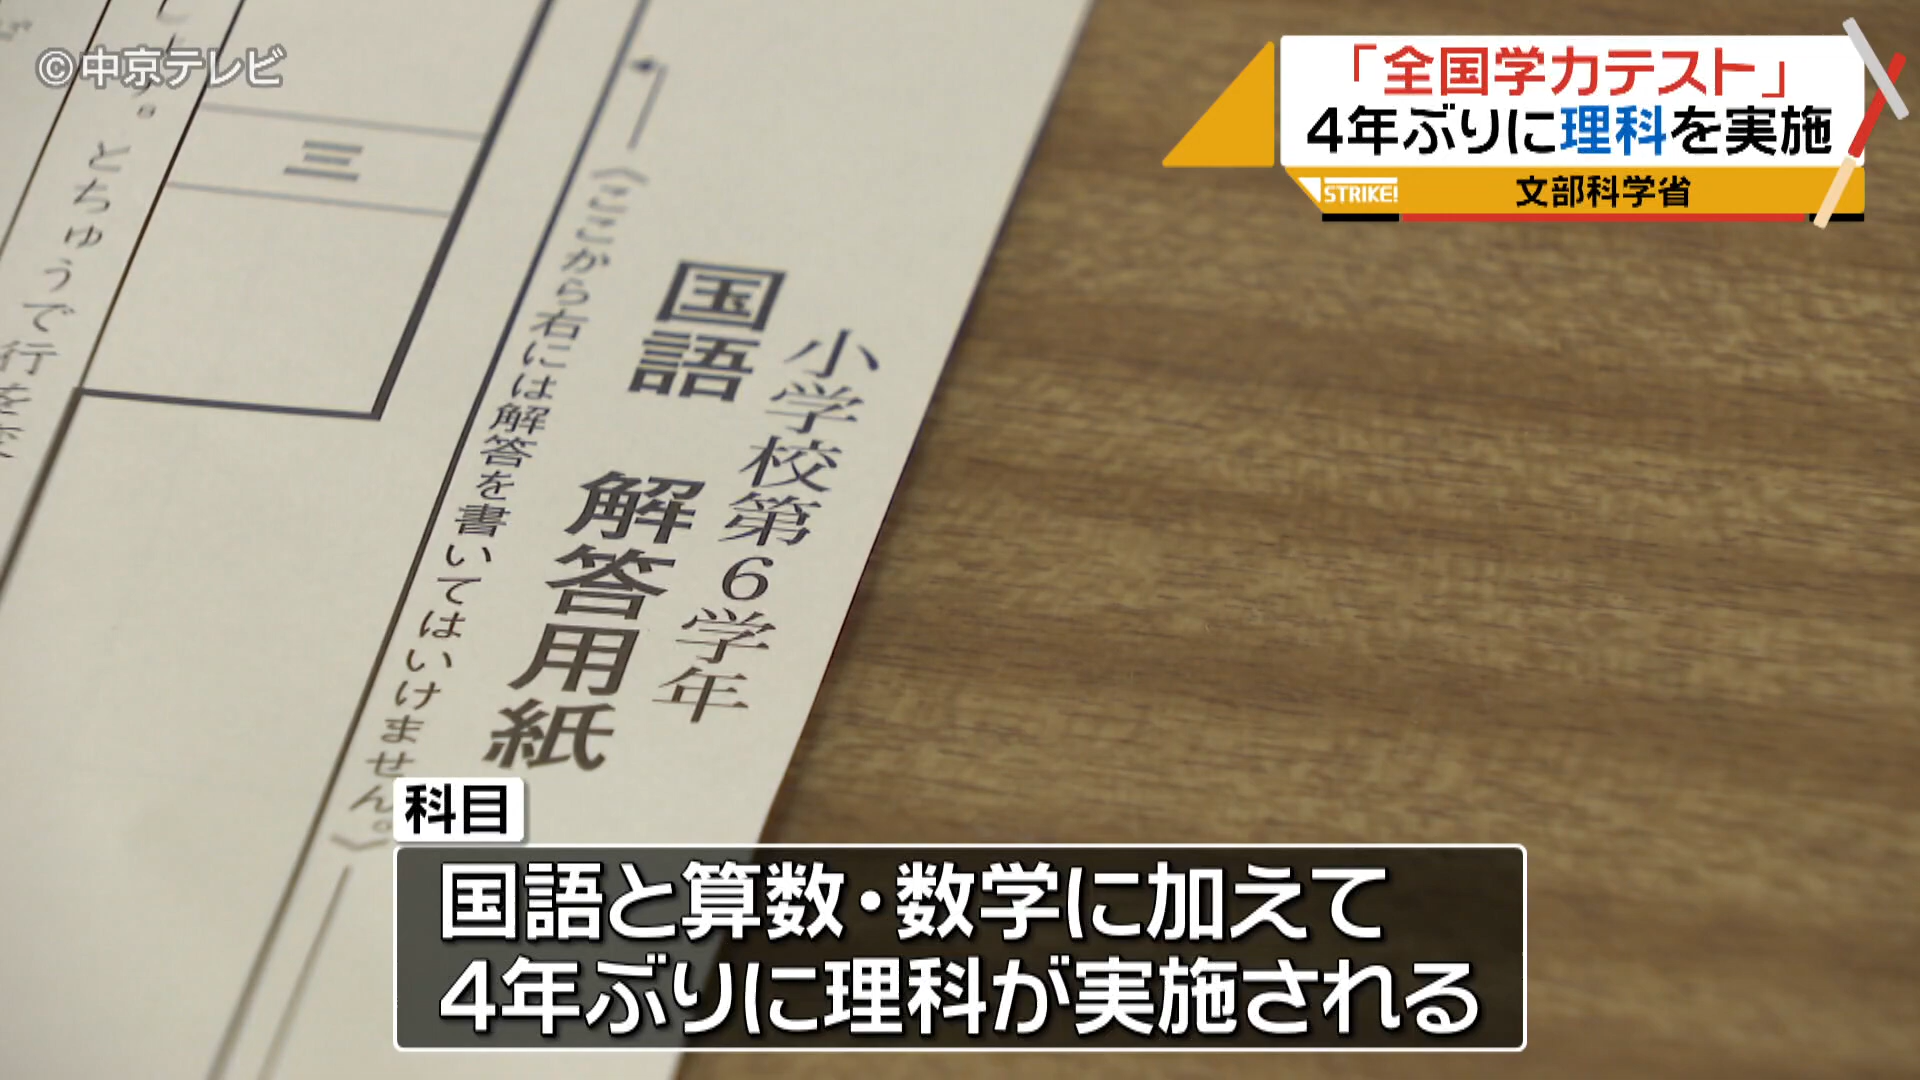 ©中京テレビ
「全国学力テスト」
4年ぶりに理科を実施
STRIKE!
文部科学省
小学校第6学年
国語 解答用紙
《ここから右には解答を書いてはいけません。》
三
とちゅうで行を
科目
国語と算数・数学に加えて
4年ぶりに理科が実施される